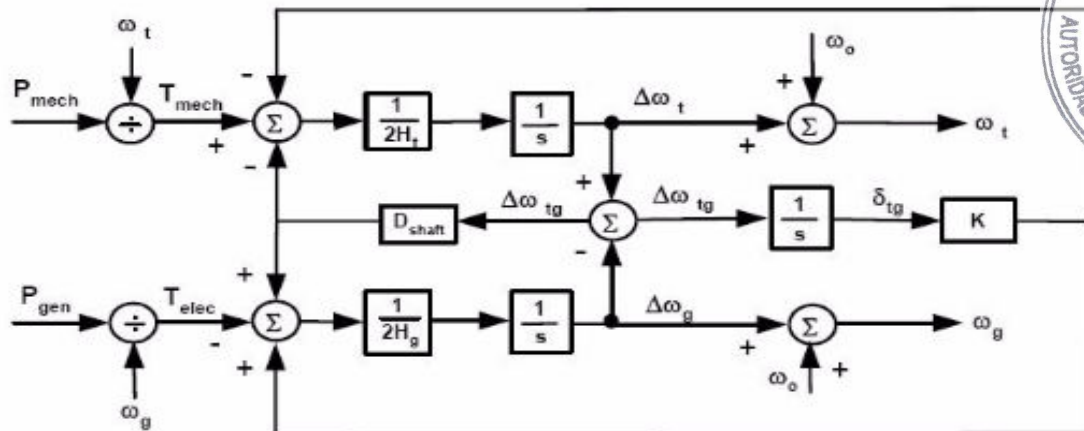 ω t
ω o
P mech
T mech
-
+
-
÷
Σ
1
2H t
1
s
Δω t
+
+
Σ
ω t
D shaft
Δω tg
+
Σ
-
Δω tg
1
s
δ tg
K
P gen
T elec
+
-
+
÷
Σ
1
2H g
1
s
Δω g
+
+
Σ
ω g
ω g
ω o